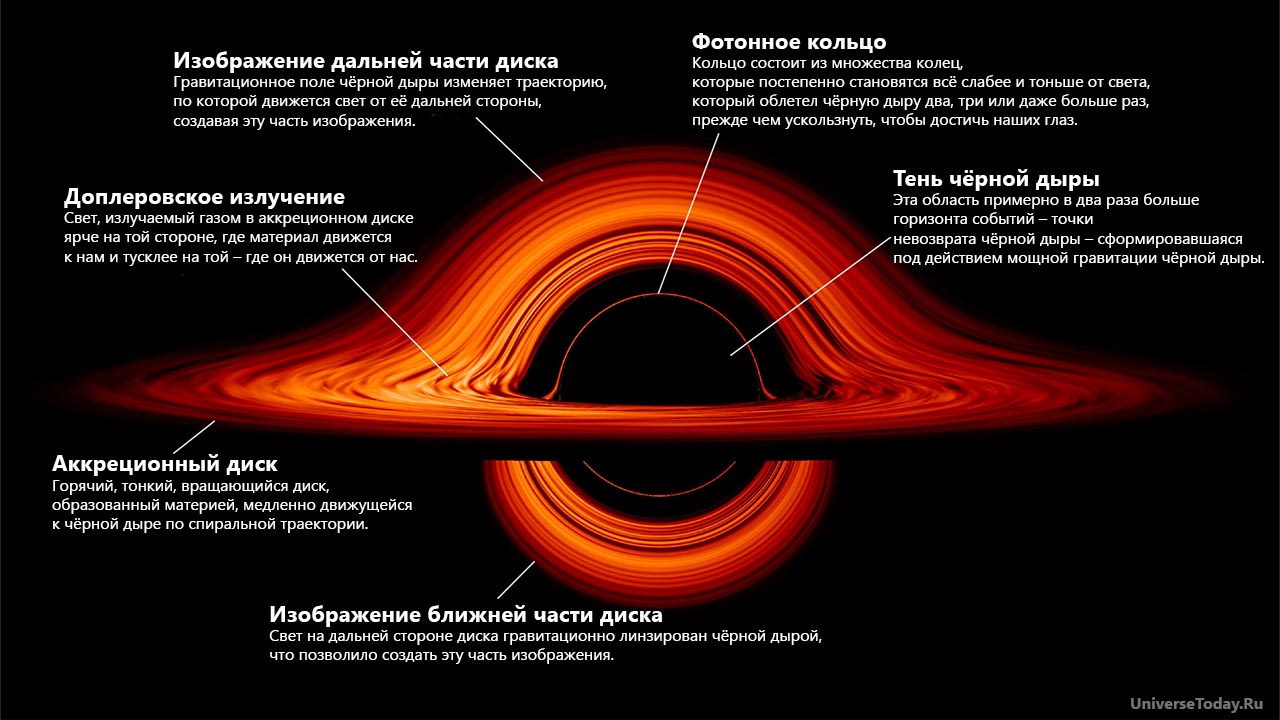 Изображение дальней части диска
Гравитационное поле чёрной дыры изменяет траекторию,
по которой движется свет от её дальней стороны,
создавая эту часть изображения.
Фотонное кольцо
Кольцо состоит из множества колец,
которые постепенно становятся всё слабее и тоньше от света,
который облетел чёрную дыру два, три или даже больше раз,
прежде чем ускользнуть, чтобы достичь наших глаз.
Доплеровское излучение
Свет, излучаемый газом в аккреционном диске
ярче на той стороне, где материал движется
к нам и тусклее на той – где он движется от нас.
Тень чёрной дыры
Эта область примерно в два раза больше
горизонта событий – точки
невозврата чёрной дыры – сформировавшаяся
под действием мощной гравитации чёрной дыры.
Аккреционный диск
Горячий, тонкий, вращающийся диск,
образованный материей, медленно движущейся
к чёрной дыре по спиральной траектории.
Изображение ближней части диска
Свет на дальней стороне диска гравитационно линзирован чёрной дырой,
что позволило создать эту часть изображения.
UniverseToday.Ru